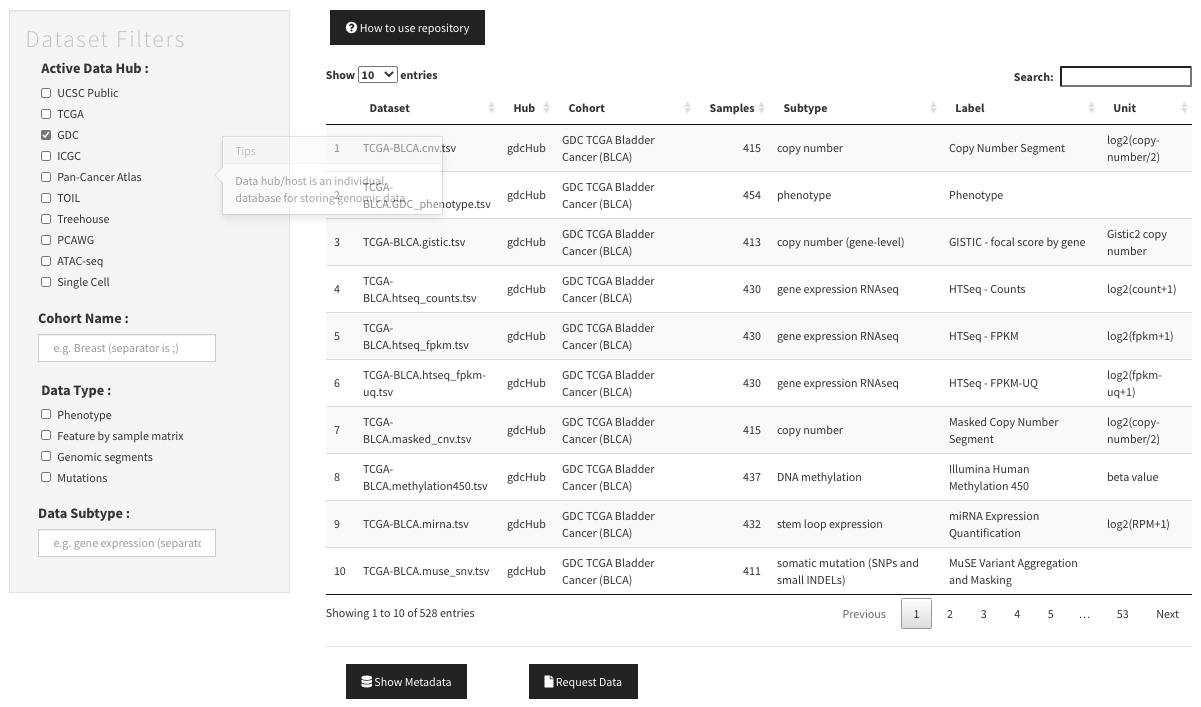 Dataset Filters
Active Data Hub :
UCSC Public
TCGA
GDC
ICGC
Pan-Cancer Atlas
TOIL
Treehouse
PCAWG
ATAC-seq
Single Cell
Cohort Name :
e.g. Breast (separator is ;)
Data Type :
Phenotype
Feature by sample matrix
Genomic segments
Mutations
Data Subtype :
e.g. gene expression (separato
Tips
Data hub/host is an individual
database for storing genomic data.
How to use repository
Show 10 entries
Search:
Dataset Hub Cohort Samples Subtype Label Unit
1 TCGA-BLCA.cnv.tsv gdcHub GDC TCGA Bladder Cancer (BLCA) 415 copy number Copy Number Segment log2(copy-number/2)
2 TCGA-BLCA.GDC_phenotype.tsv gdcHub GDC TCGA Bladder Cancer (BLCA) 454 phenotype Phenotype
3 TCGA-BLCA.gistic.tsv gdcHub GDC TCGA Bladder Cancer (BLCA) 413 copy number (gene-level) GISTIC - focal score by gene Gistic2 copy number
4 TCGA-BLCA.htseq_counts.tsv gdcHub GDC TCGA Bladder Cancer (BLCA) 430 gene expression RNAseq HTSeq - Counts log2(count+1)
5 TCGA-BLCA.htseq_fpkm.tsv gdcHub GDC TCGA Bladder Cancer (BLCA) 430 gene expression RNAseq HTSeq - FPKM log2(fpkm+1)
6 TCGA-BLCA.htseq_fpkm-uq.tsv gdcHub GDC TCGA Bladder Cancer (BLCA) 430 gene expression RNAseq HTSeq - FPKM-UQ log2(fpkm-uq+1)
7 TCGA-BLCA.masked_cnv.tsv gdcHub GDC TCGA Bladder Cancer (BLCA) 415 copy number Masked Copy Number Segment log2(copy-number/2)
8 TCGA-BLCA.methylation450.tsv gdcHub GDC TCGA Bladder Cancer (BLCA) 437 DNA methylation Illumina Human Methylation 450 beta value
9 TCGA-BLCA.mirna.tsv gdcHub GDC TCGA Bladder Cancer (BLCA) 432 stem loop expression miRNA Expression Quantification log2(RPM+1)
10 TCGA-BLCA.muse_snv.tsv gdcHub GDC TCGA Bladder Cancer (BLCA) 411 somatic mutation (SNPs and small INDELs) MuSE Variant Aggregation and Masking
Showing 1 to 10 of 528 entries
Previous 1 2 3 4 5 … 53 Next
Show Metadata
Request Data